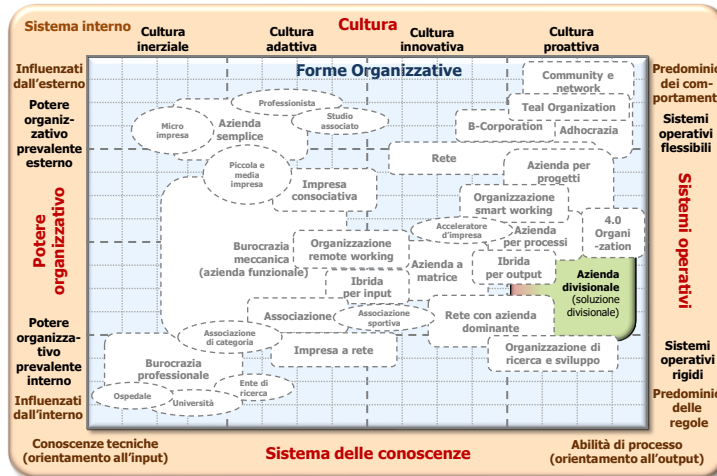 Sistema interno
Cultura
Cultura
inerziale
Cultura
adattiva
Cultura
innovativa
Cultura
proattiva
Influenzati
dall'esterno
Potere
organiz-
zativo
prevalente
esterno
Potere
organizzativo
Potere
organizza-
tivo
prevalente
interno
Influenzati
dall'interno
Forme Organizzative
Community e
network
Teal Organization
B-Corporation
Adhocrazia
Professionista
Studio
associato
Azienda
semplice
Micro
impresa
Piccola e
media
impresa
Rete
Azienda per
progetti
Impresa
consociativa
Organizzazione
smart working
4.0
Organi
-zation
Acceleratore
d'impresa
Azienda
per processi
Burocrazia
meccanica
(azienda funzionale)
Organizzazione
remote working
Azienda a
matrice
Ibrida
per output
Ibrida
per input
Azienda
divisionale
(soluzione
divisionale)
Associazione
Associazione
sportiva
Rete con azienda
dominante
Associazione
di categoria
Impresa a rete
Organizzazione di
ricerca e sviluppo
Burocrazia
professionale
Ente di
ricerca
Ospedale
Università
Predominio
dei com-
portamenti
Sistemi
operativi
flessibili
Sistemi operativi
Sistemi
operativi
rigidi
Predominio
delle
regole
Conoscenze tecniche
(orientamento all'input)
Sistema delle conoscenze
Abilità di processo
(orientamento all'output)